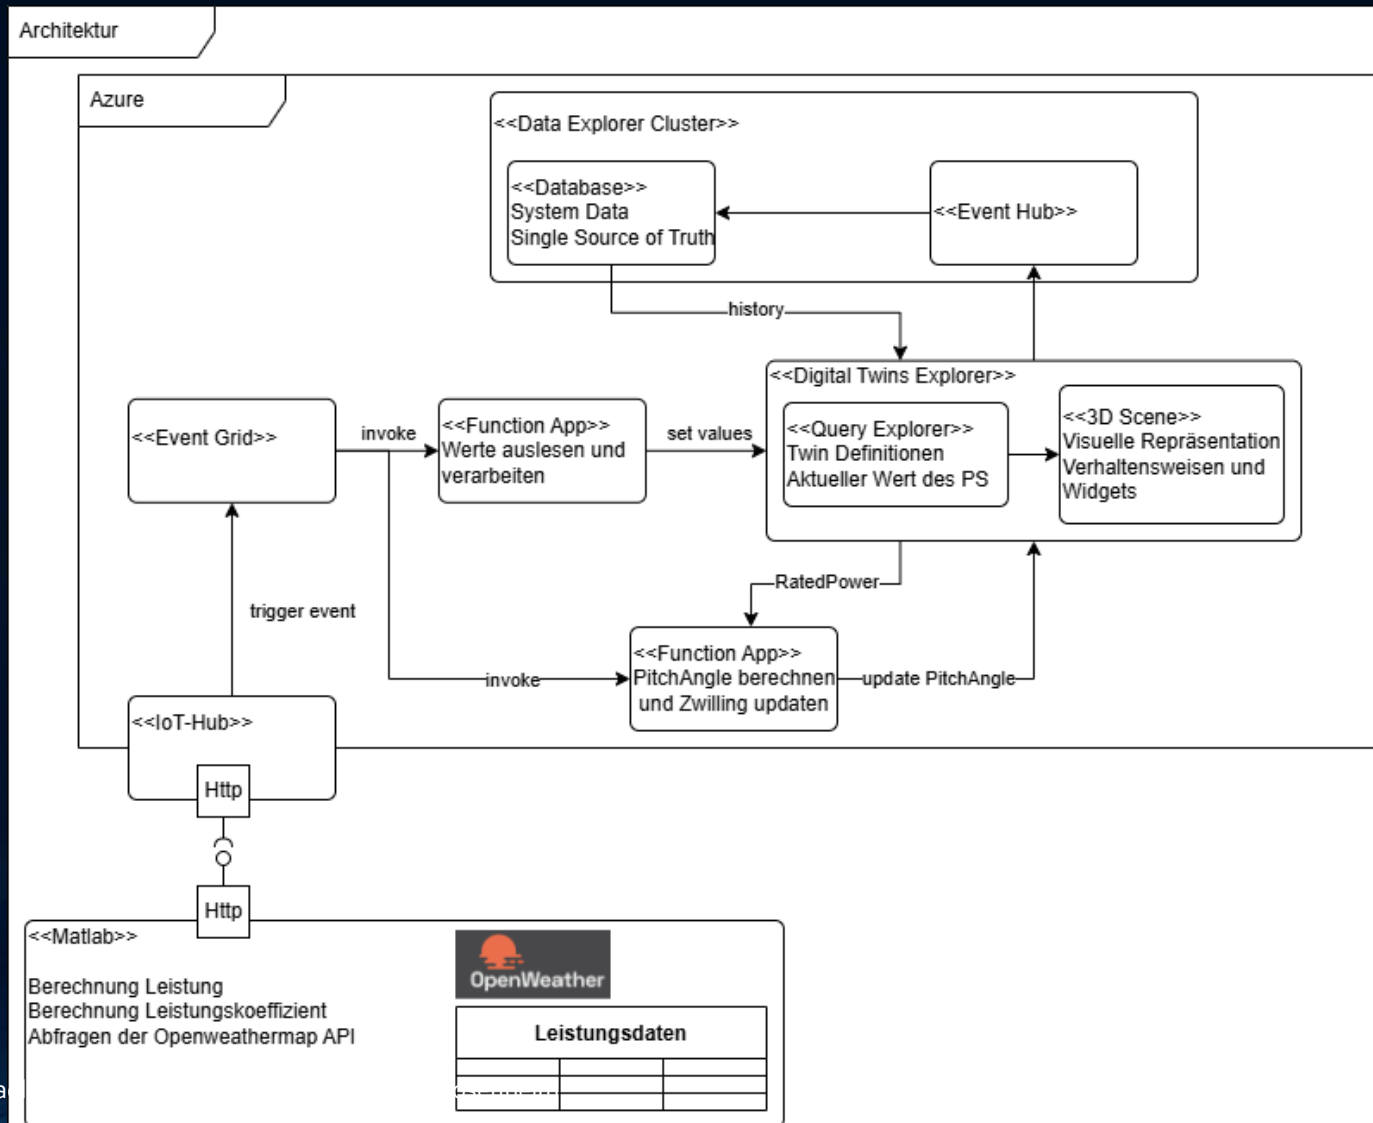 Architektur
Azure
<<Data Explorer Cluster>>
<<Database>>
System Data
Single Source of Truth
<<Event Hub>>
history
<<Digital Twins Explorer>>
<<Event Grid>>
invoke
<<Function App>>
Werte auslesen und
verarbeiten
set values
<<Query Explorer>>
Twin Definitionen
Aktueller Wert des PS
<<3D Scene>>
Visuelle Repräsentation
Verhaltensweisen und
Widgets
RatedPower
trigger event
<<Function App>>
PitchAngle berechnen
und Zwilling updaten
invoke
update PitchAngle
<<IoT-Hub>>
Http
Http
<<Matlab>>
Berechnung Leistung
Berechnung Leistungskoeffizient
Abfragen der Openweathermap API
OpenWeather
Leistungsdaten